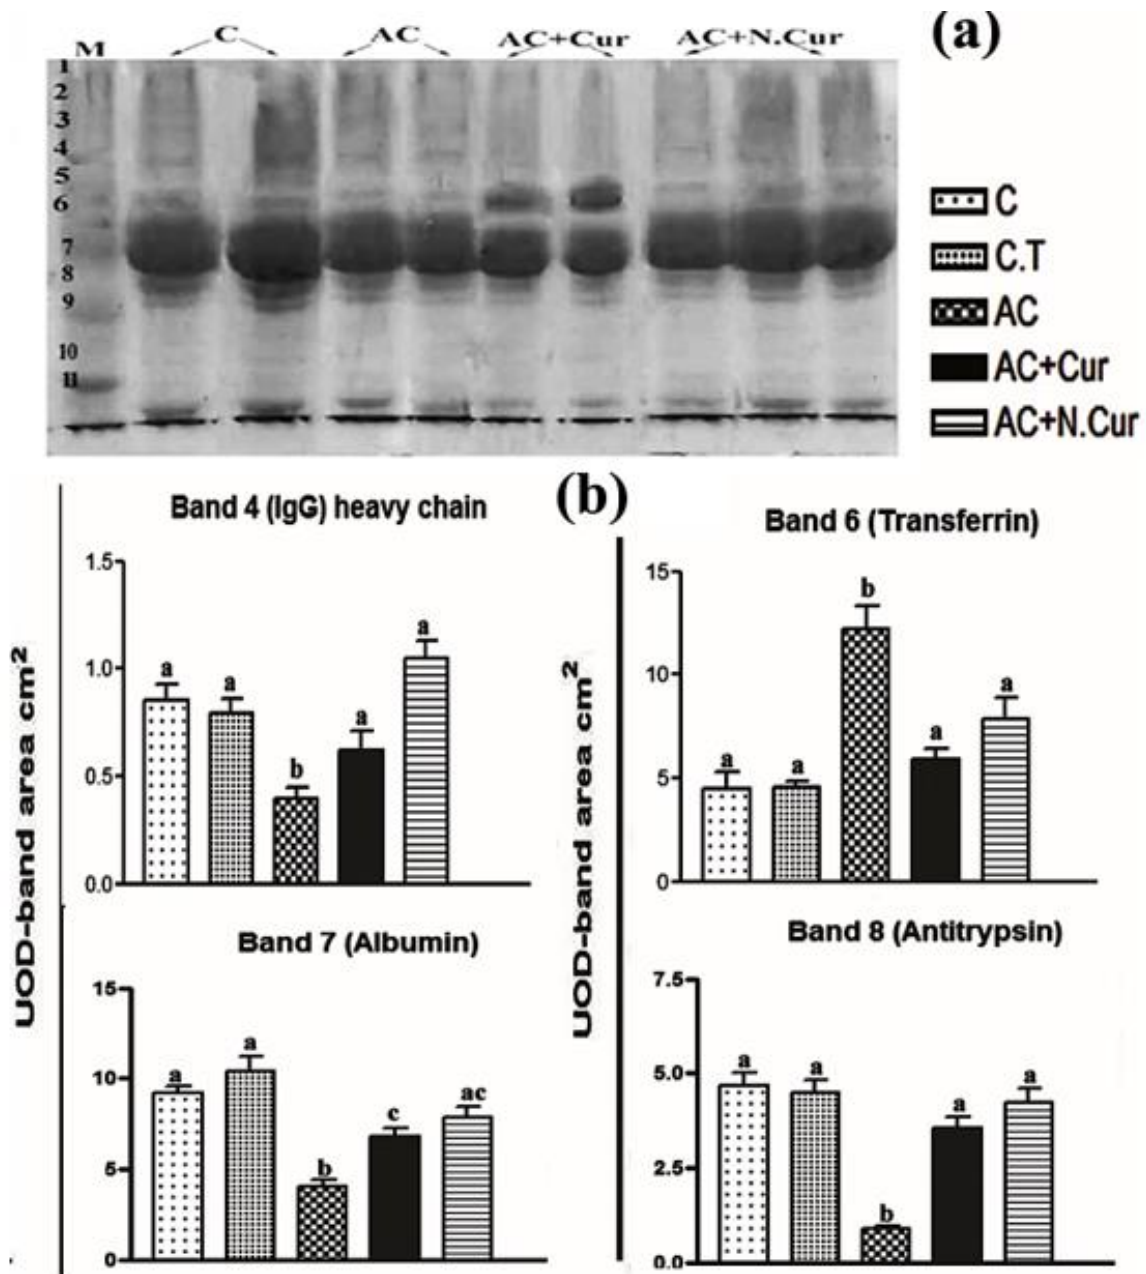 M C AC AC+Cur AC+N.Cur (a)
1
2
3
4
5
6
7
8
9
10
11
C
C.T
AC
AC+Cur
AC+N.Cur
(b)
UOD-band area cm²
Band 4 (IgG) heavy chain
1.5
1.0
0.5
0.0
a a b a a
UOD-band area cm²
Band 6 (Transferrin)
15
10
5
0
a a b a a
Band 7 (Albumin)
15
10
5
0
a a b c ac
Band 8 (Antitrypsin)
7.5
5.0
2.5
0.0
a a b a a